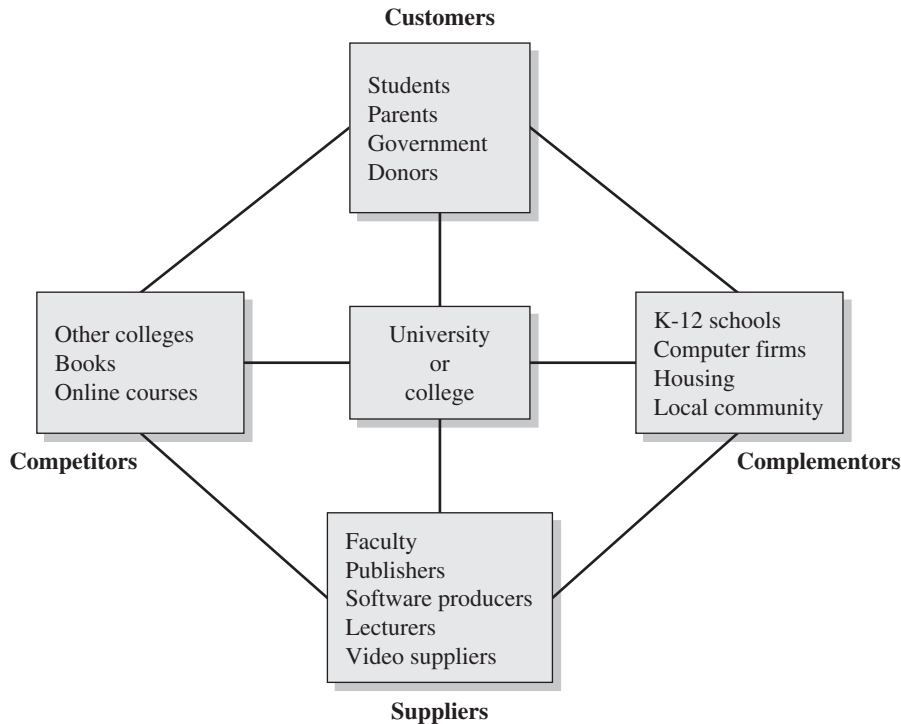 Customers
Students
Parents
Government
Donors
Other colleges
Books
Online courses
Competitors
University
or
college
K-12 schools
Computer firms
Housing
Local community
Complementors
Faculty
Publishers
Software producers
Lecturers
Video suppliers
Suppliers